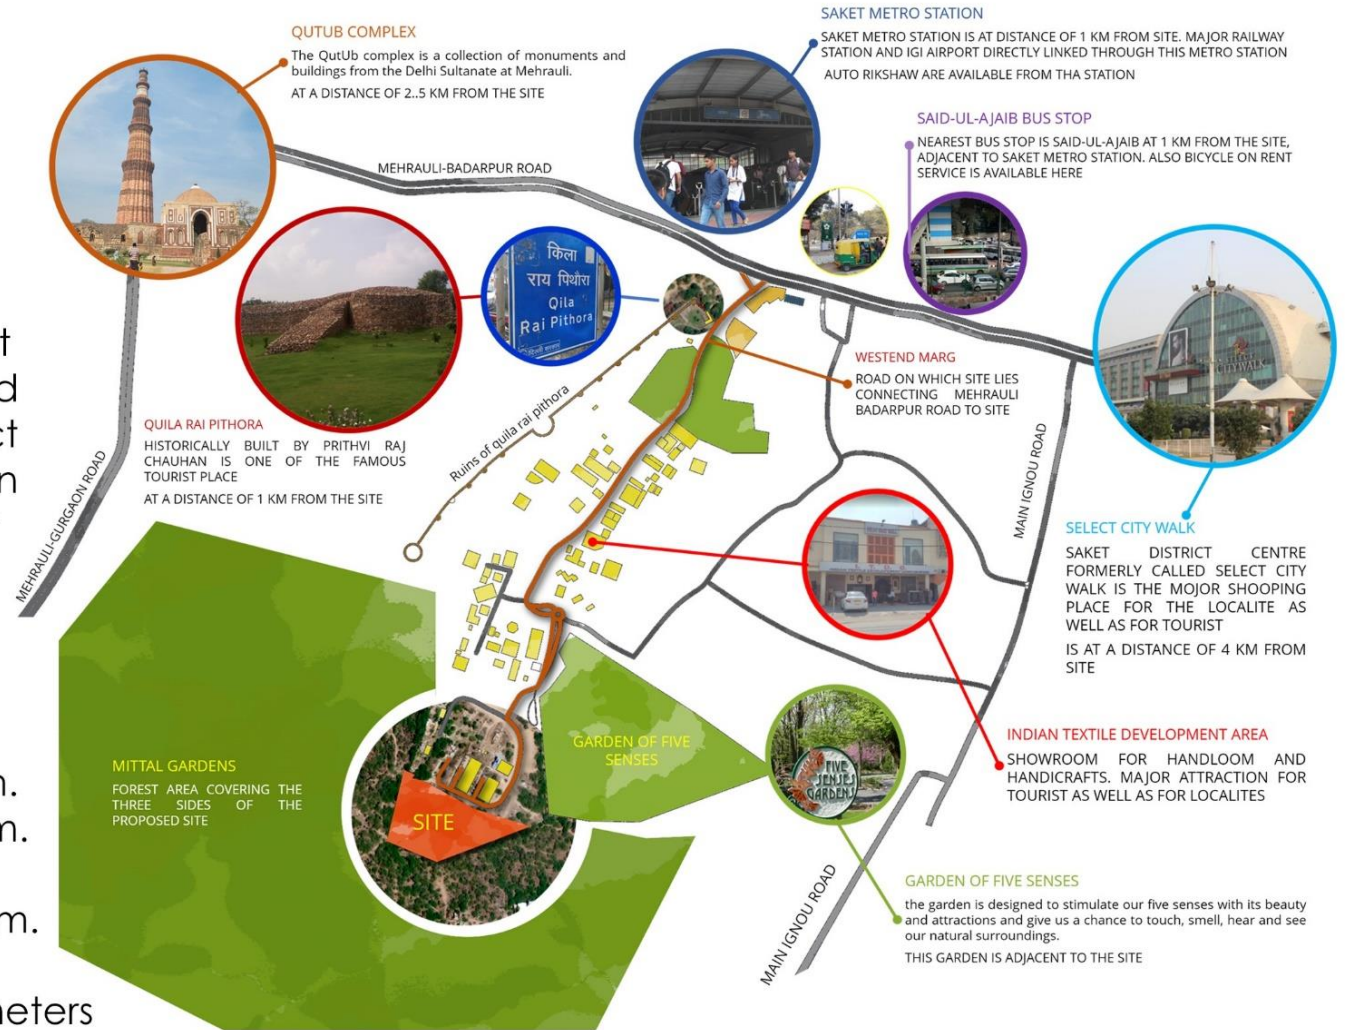 QUTUB COMPLEX
The QutUb complex is a collection of monuments and
buildings from the Delhi Sultanate at Mehrauli.
AT A DISTANCE OF 2..5 KM FROM THE SITE
SAKET METRO STATION
SAKET METRO STATION IS AT DISTANCE OF 1 KM FROM SITE. MAJOR RAILWAY
STATION AND IGI AIRPORT DIRECTLY LINKED THROUGH THIS METRO STATION
AUTO RIKSHAW ARE AVAILABLE FROM THA STATION
SAID-UL-AJAIB BUS STOP
NEAREST BUS STOP IS SAID-UL-AJAIB AT 1 KM FROM THE SITE,
ADJACENT TO SAKET METRO STATION. ALSO BICYCLE ON RENT
SERVICE IS AVAILABLE HERE
MEHRAULI-BADARPUR ROAD
किला
राय पिथौरा
Qila
Rai Pithora
CITYWALK
WESTEND MARG
ROAD ON WHICH SITE LIES
CONNECTING MEHRAULI
BADARPUR ROAD TO SITE
QUILA RAI PITHORA
HISTORICALLY BUILT BY PRITHVI RAJ
CHAUHAN IS ONE OF THE FAMOUS
TOURIST PLACE
AT A DISTANCE OF 1 KM FROM THE SITE
Ruins of quila rai pithora
MEHRAULI-GURGAON ROAD
MAIN IGNOU ROAD
SELECT CITY WALK
SAKET DISTRICT CENTRE
FORMERLY CALLED SELECT CITY
WALK IS THE MOJOR SHOOPING
PLACE FOR THE LOCALITE AS
WELL AS FOR TOURIST
IS AT A DISTANCE OF 4 KM FROM
SITE
INDIAN TEXTILE DEVELOPMENT AREA
SHOWROOM FOR HANDLOOM AND
HANDICRAFTS. MAJOR ATTRACTION FOR
TOURIST AS WELL AS FOR LOCALITES
MITTAL GARDENS
FOREST AREA COVERING THE
THREE SIDES OF THE
PROPOSED SITE
GARDEN OF FIVE
SENSES
SITE
FIVE
SENSES
GARDENS
GARDEN OF FIVE SENSES
the garden is designed to stimulate our five senses with its beauty
and attractions and give us a chance to touch, smell, hear and see
our natural surroundings.
THIS GARDEN IS ADJACENT TO THE SITE
MAIN IGNOU ROAD